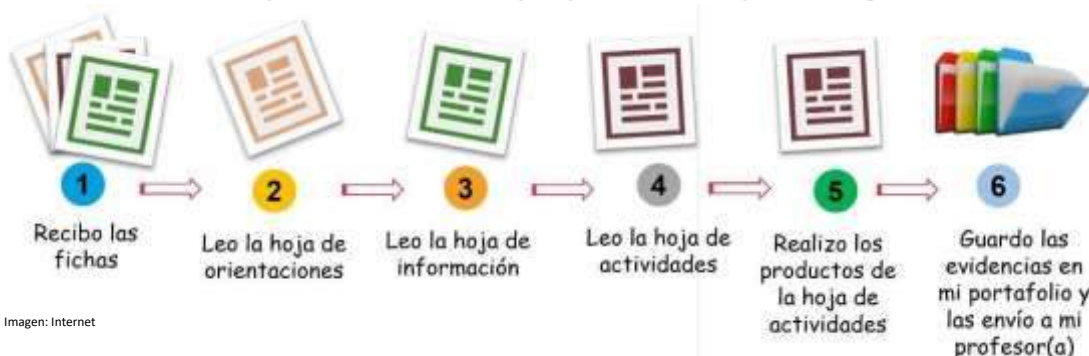 1
Recibo las
fichas
2
Leo la hoja de
orientaciones
3
Leo la hoja de
información
4
Leo la hoja de
actividades
5
Realizo los
productos de
la hoja de
actividades
6
Guardo las
evidencias en
mi portafolio y
las envío a mi
profesor(a)
Imagen: Internet